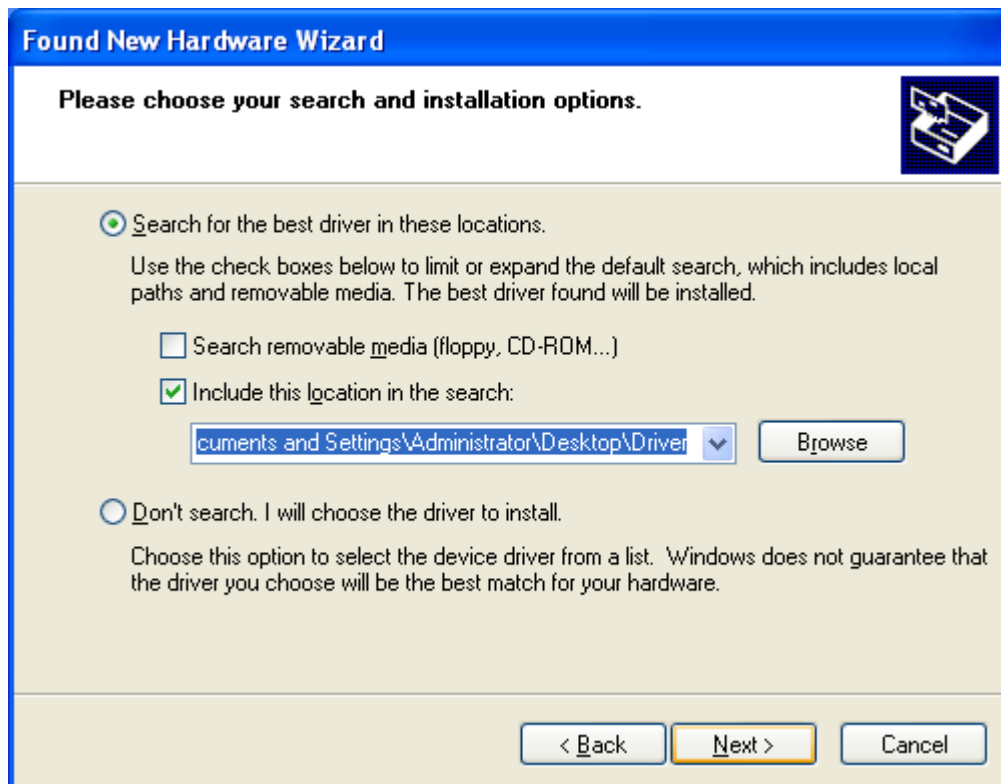 Found New Hardware Wizard
Please choose your search and installation options.
Search for the best driver in these locations.
Use the check boxes below to limit or expand the default search, which includes local
paths and removable media. The best driver found will be installed.
Search removable media (floppy, CD-ROM...)
Include this location in the search:
cuments and Settings\Administrator\Desktop\Driver
Browse
Don't search. I will choose the driver to install.
Choose this option to select the device driver from a list. Windows does not guarantee that
the driver you choose will be the best match for your hardware.
< Back
Next >
Cancel